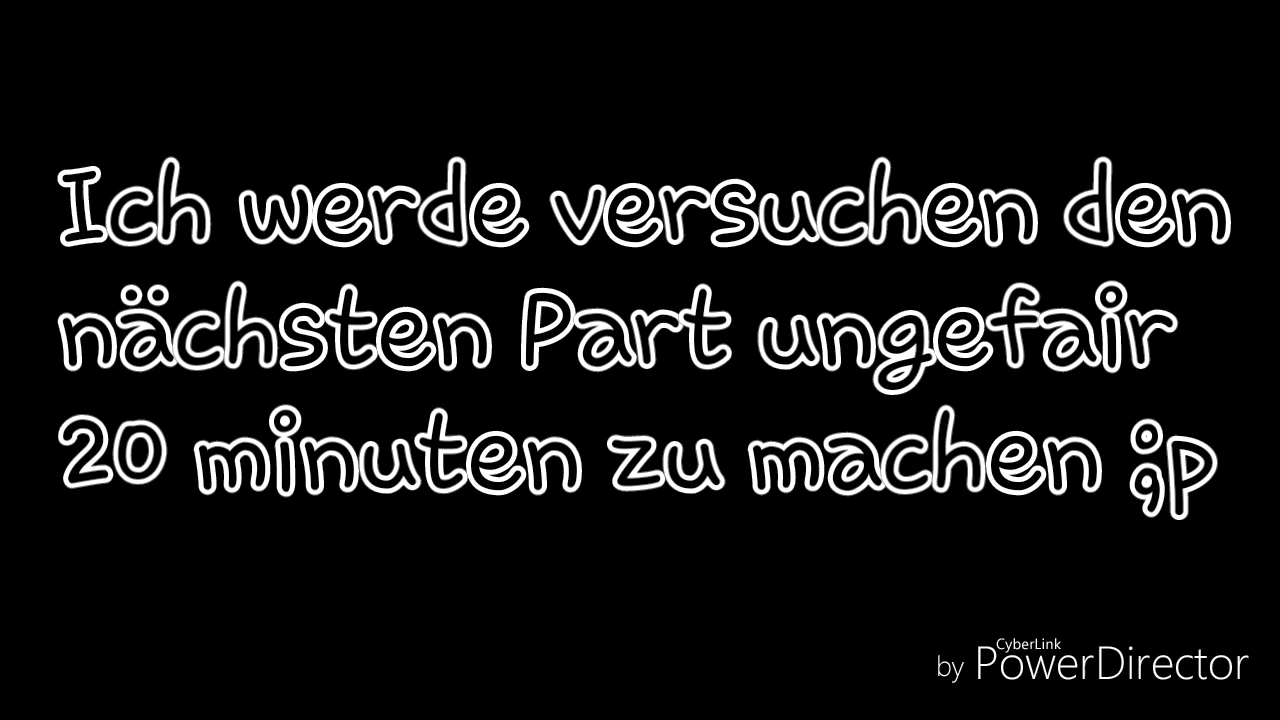 Ich werde versuchen den
nächsten Part ungefair
20 minuten zu machen ;p
CyberLink
by PowerDirector